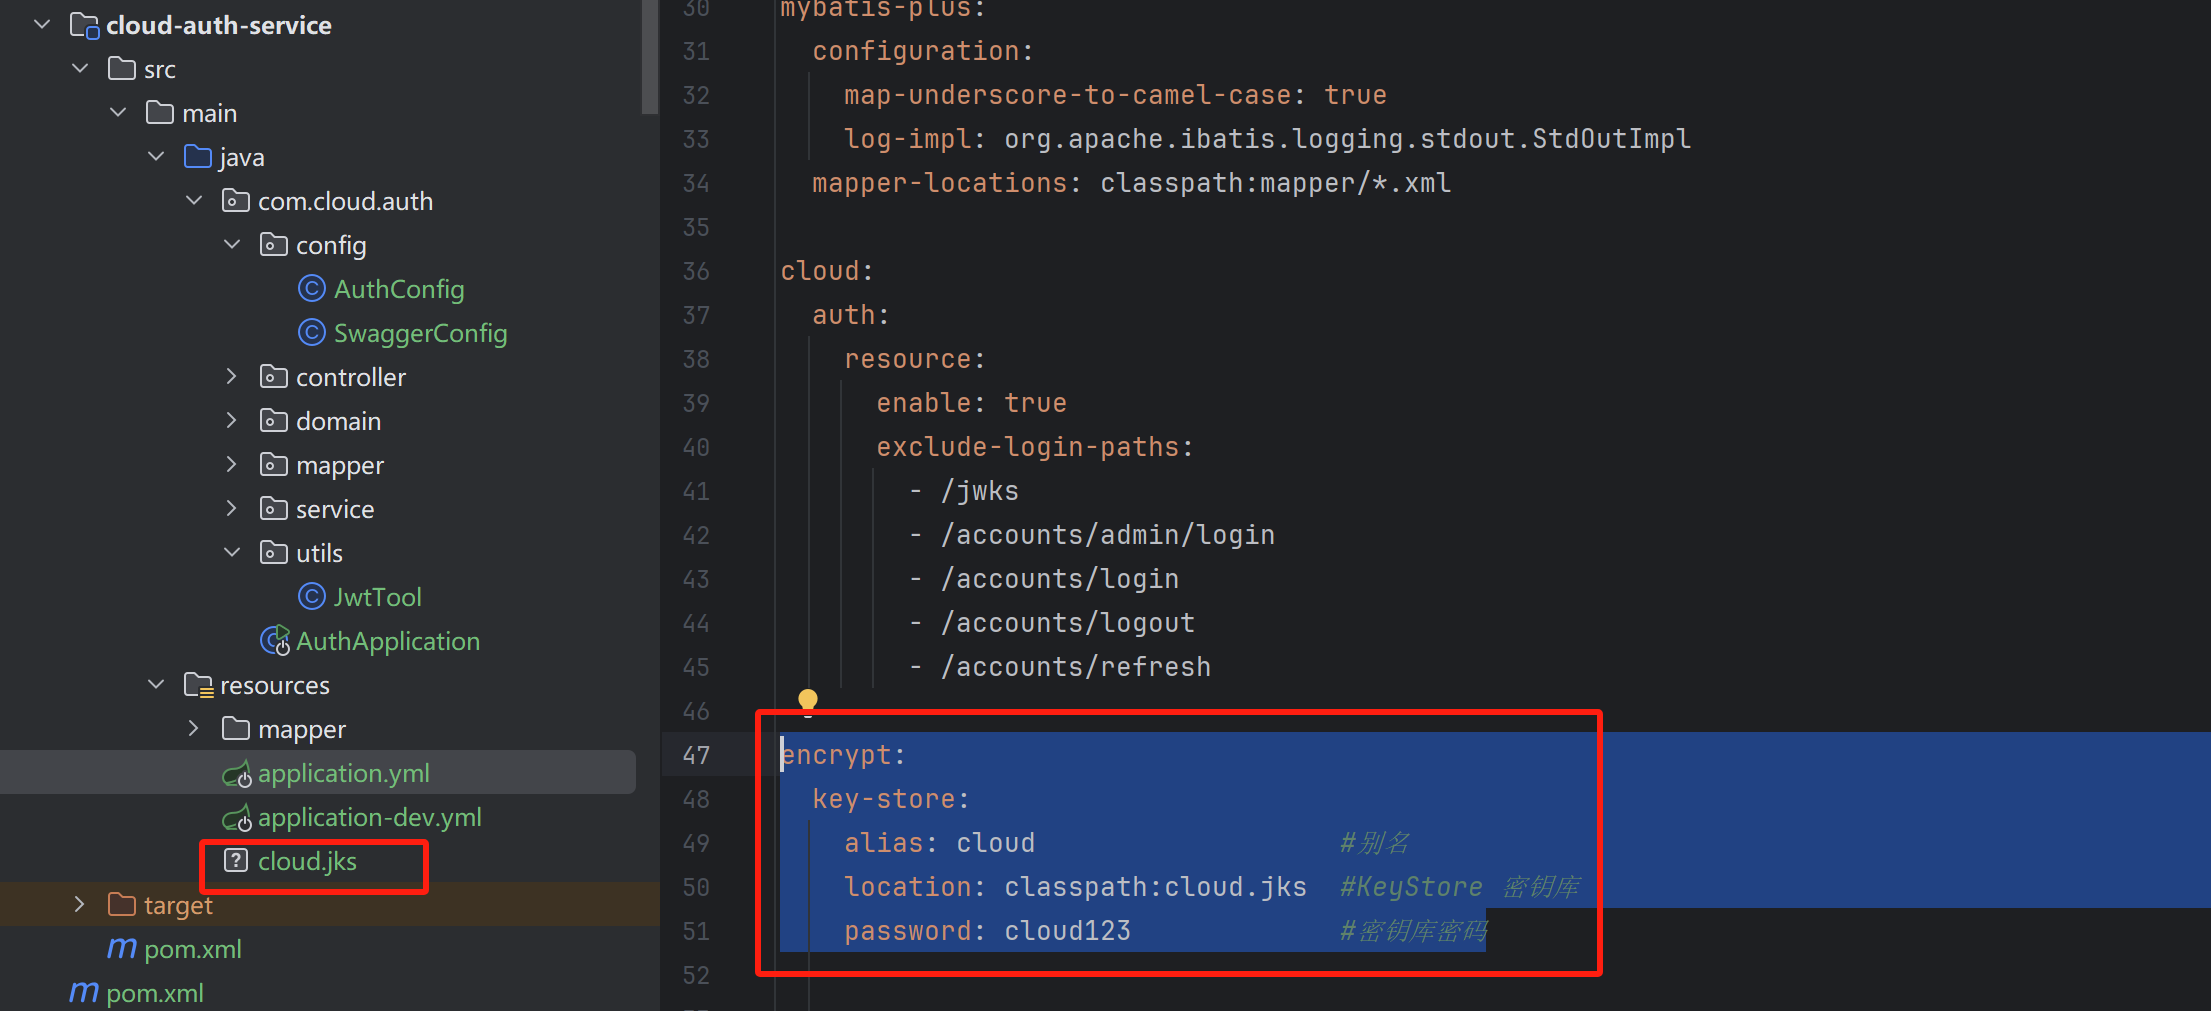 cloud-auth-service
src
main
java
com.cloud.auth
config
AuthConfig
SwaggerConfig
controller
domain
mapper
service
utils
JwtTool
AuthApplication
resources
mapper
application.yml
application-dev.yml
cloud.jks
target
pom.xml
pom.xml
30 mybatis-plus:
31 configuration:
32 map-underscore-to-camel-case: true
33 log-impl: org.apache.ibatis.logging.stdout.StdOutImpl
34 mapper-locations: classpath:mapper/*.xml
35
36 cloud:
37 auth:
38 resource:
39 enable: true
40 exclude-login-paths:
41 - /jwks
42 - /accounts/admin/login
43 - /accounts/login
44 - /accounts/logout
45 - /accounts/refresh
46
47 encrypt:
48 key-store:
49 alias: cloud #别名
50 location: classpath:cloud.jks #KeyStore 密钥库
51 password: cloud123 #密钥库密码
52